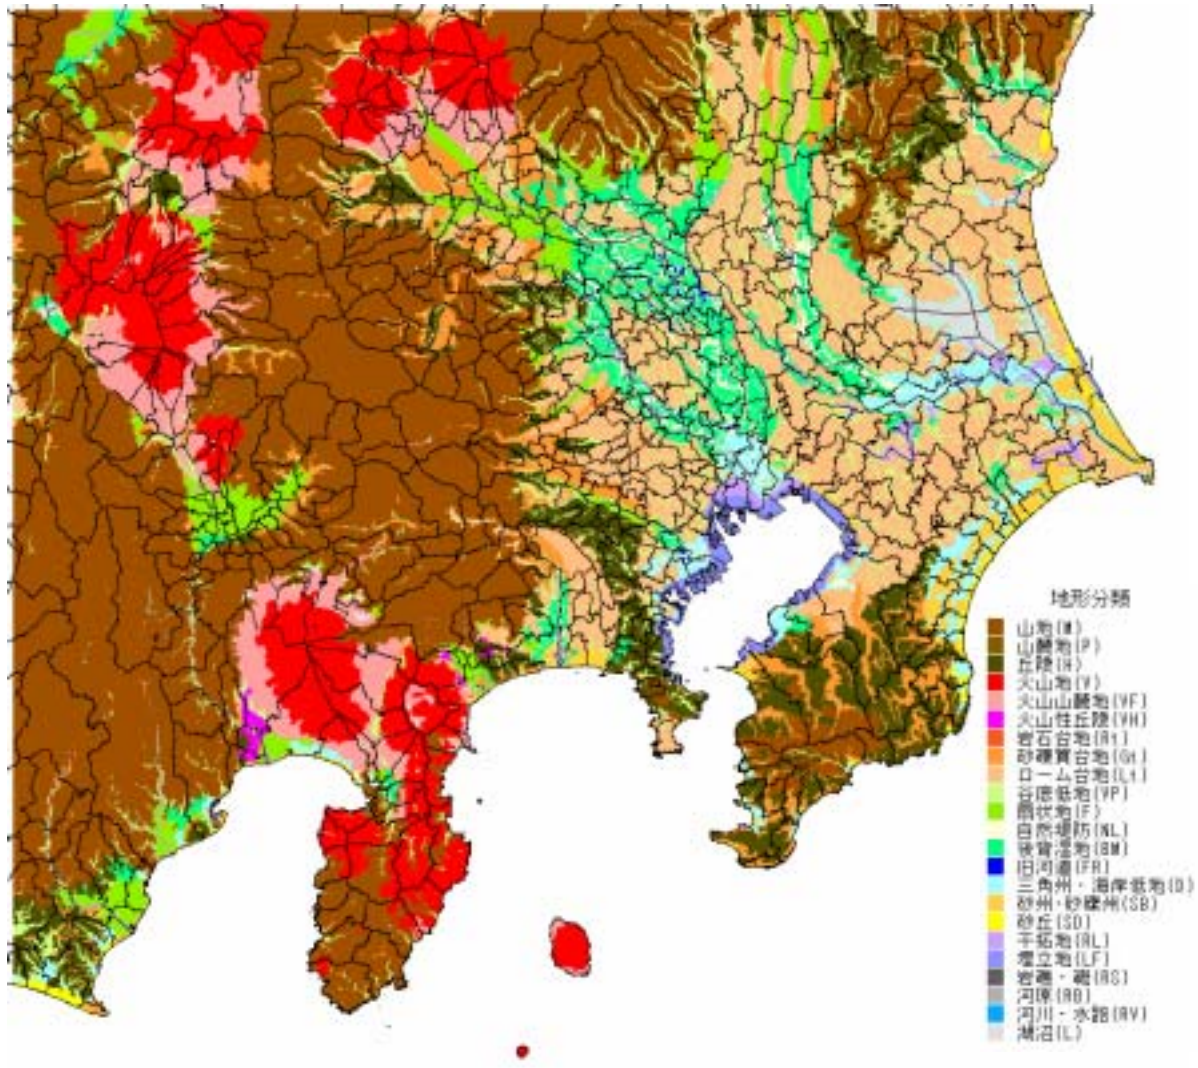 地形分類
山地(M)
山麓地(P)
丘陵(H)
火山地(V)
火山山麓地(VF)
火山性丘陵(VH)
岩石台地(Rt)
砂礫質台地(Gt)
ローム台地(Lt)
谷底低地(VP)
扇状地(F)
自然堤防(NL)
後背湿地(BM)
旧河道(FR)
三角州・海岸低地(D)
砂州・砂礫州(SB)
砂丘(SD)
干拓地(RL)
埋立地(LF)
岩礁・磯(RS)
河原(RB)
河川・水路(RV)
湖沼(L)